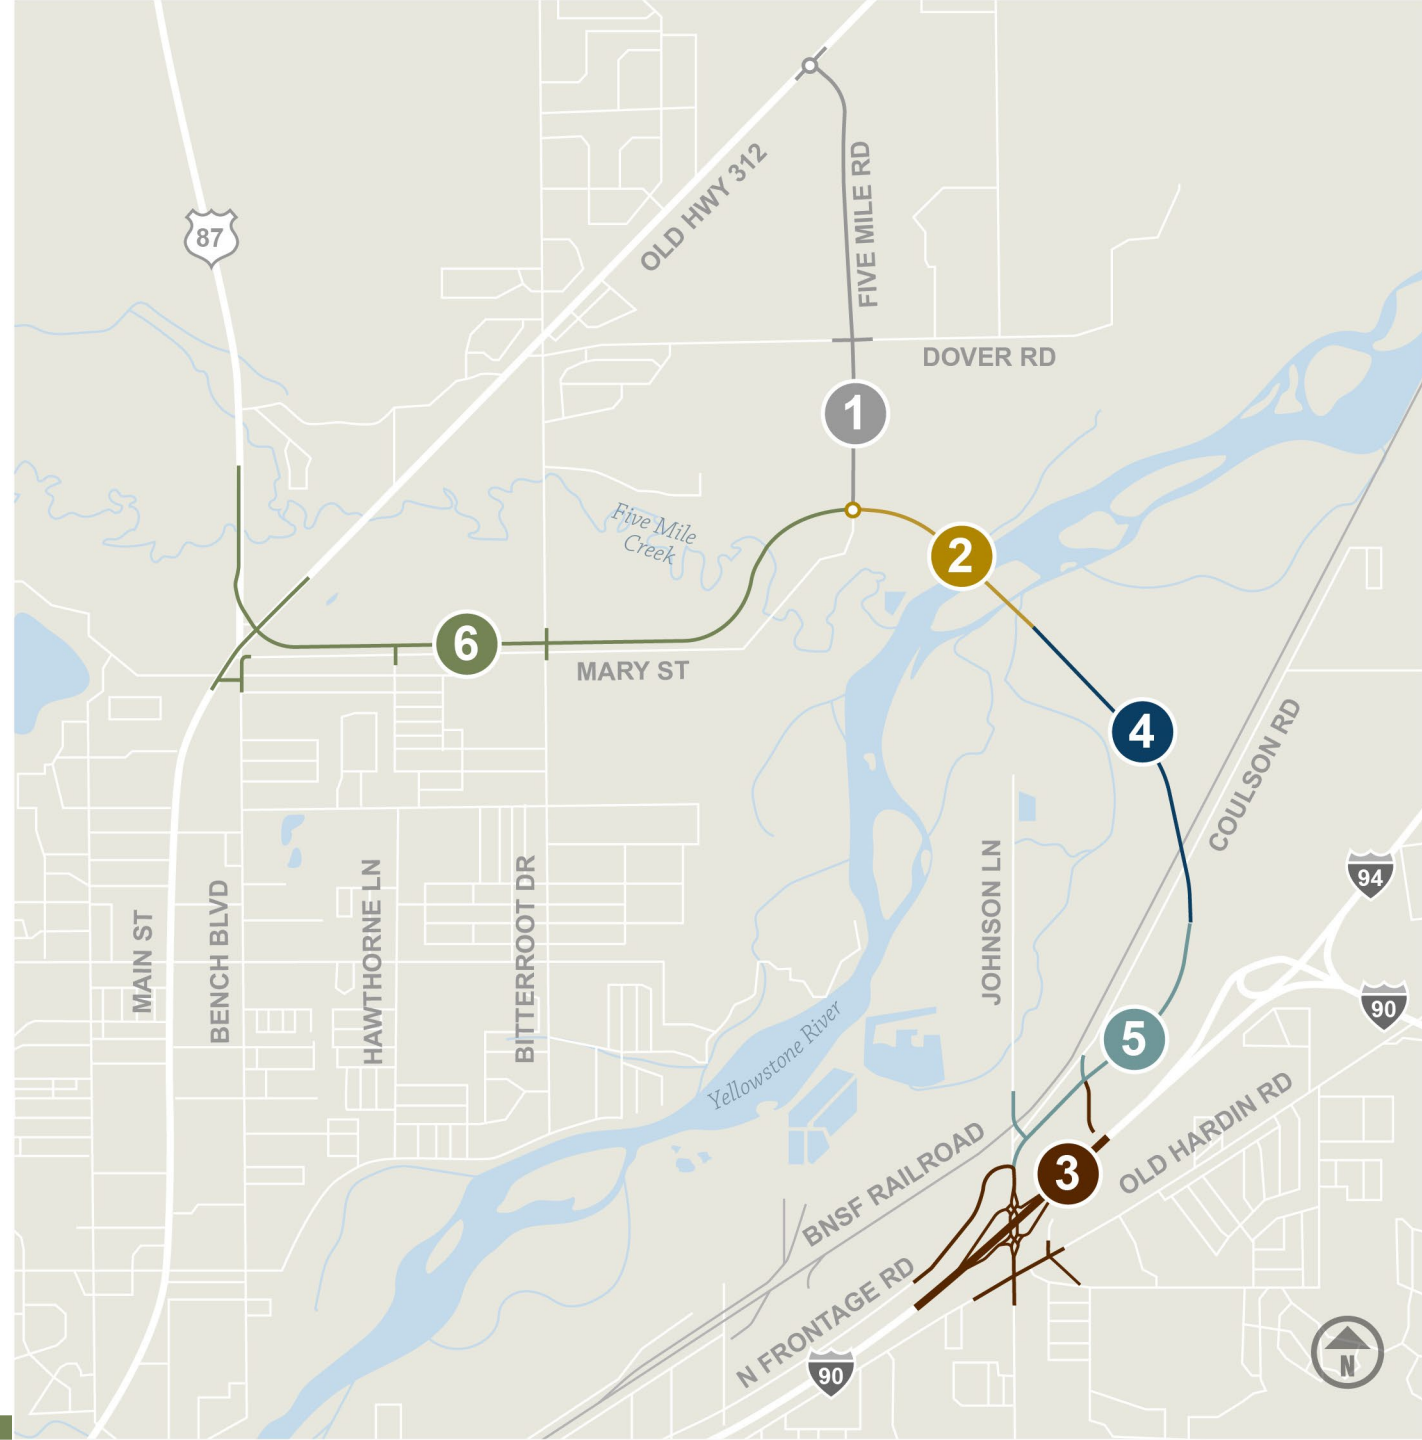 OLD HWY 312
FIVE MILE RD
87
DOVER RD
1
Five Mile
Creek
2
6
MARY ST
4
COULSON RD
94
JOHNSON LN
MAIN ST
BENCH BLVD
HAWTHORNE LN
BITTERROOT DR
90
Yellowstone River
5
OLD HARDIN RD
BNSF RAILROAD
3
N FRONTAGE RD
90
N